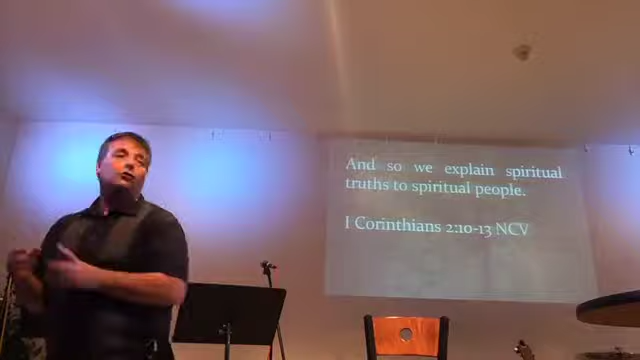 And so we explain spiritual
truths to spiritual people.
I Corinthians 2:10-13 NCV